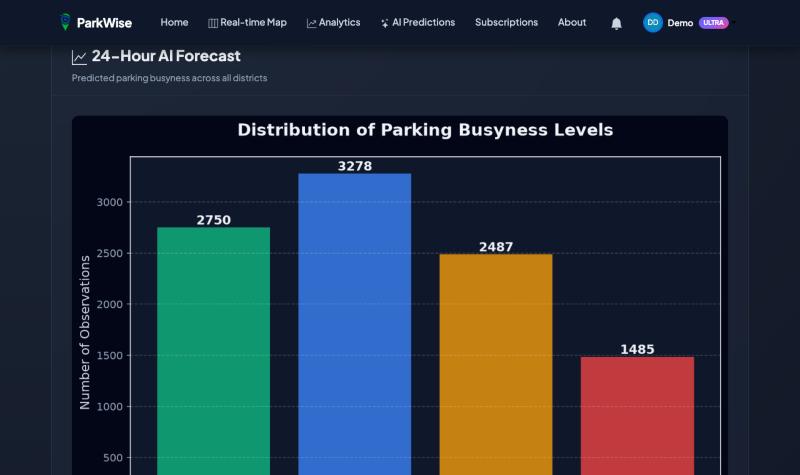 ParkWise Home Real-time Map Analytics AI Predictions Subscriptions About DD Demo ULTRA
24-Hour AI Forecast
Predicted parking busyness across all districts
Distribution of Parking Busyness Levels
3278
3000
2750
2500
2487
2000
1500
1485
1000
500
Number of Observations